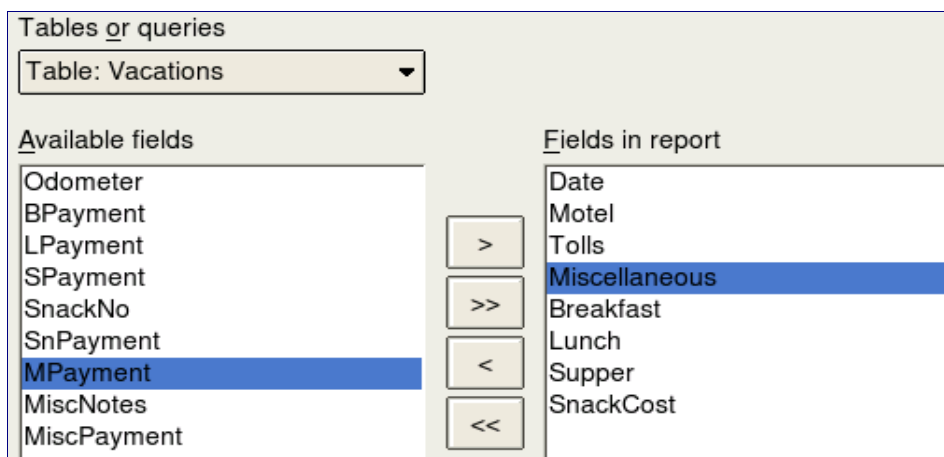 Tables or queries
Table: Vacations
Available fields
Odometer
BPayment
LPayment
SPayment
SnackNo
SnPayment
MPayment
MiscNotes
MiscPayment
>
>>
<
<<
Fields in report
Date
Motel
Tolls
Miscellaneous
Breakfast
Lunch
Supper
SnackCost